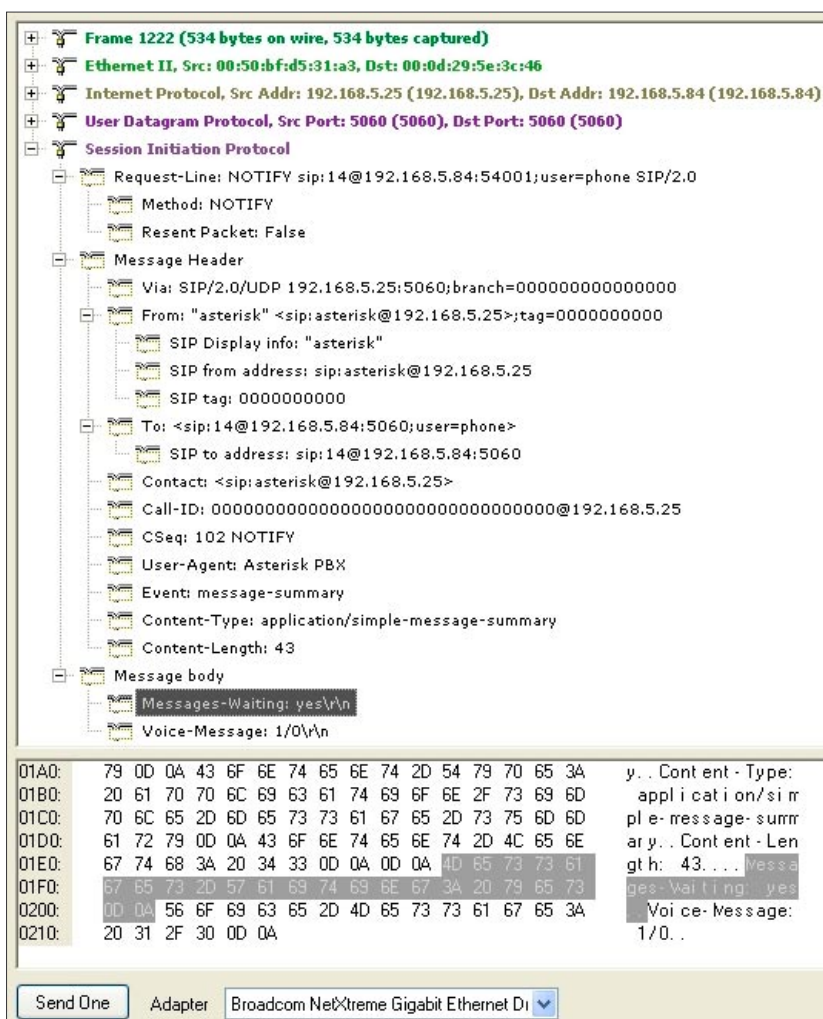 Frame 1222 (534 bytes on wire, 534 bytes captured)
Ethernet II, Src: 00:50:bf:d5:31:a3, Dst: 00:0d:29:5e:3c:46
Internet Protocol, Src Addr: 192.168.5.25 (192.168.5.25), Dst Addr: 192.168.5.84 (192.168.5.84)
User Datagram Protocol, Src Port: 5060 (5060), Dst Port: 5060 (5060)
Session Initiation Protocol
Request-Line: NOTIFY sip:14@192.168.5.84:54001;user=phone SIP/2.0
Method: NOTIFY
Resent Packet: False
Message Header
Via: SIP/2.0/UDP 192.168.5.25:5060;branch=000000000000000
From: "asterisk" <sip:asterisk@192.168.5.25>;tag=0000000000
SIP Display info: "asterisk"
SIP from address: sip:asterisk@192.168.5.25
SIP tag: 0000000000
To: <sip:14@192.168.5.84:5060;user=phone>
SIP to address: sip:14@192.168.5.84:5060
Contact: <sip:asterisk@192.168.5.25>
Call-ID: 00000000000000000000000000000000000000000@192.168.5.25
CSeq: 102 NOTIFY
User-Agent: Asterisk PBX
Event: message-summary
Content-Type: application/simple-message-summary
Content-Length: 43
Message body
Messages-Waiting: yes\r\n
Voice-Message: 1/0\r\n
01A0: 79 0D 0A 43 6F 6E 74 65 6E 74 2D 54 79 70 65 3A y..Content-Type:
01B0: 20 61 70 70 6C 69 63 61 74 69 6F 6E 2F 73 69 6D application/sim
01C0: 70 6C 65 2D 6D 65 73 73 61 67 65 2D 73 75 6D 6D ple-message-summ
01D0: 61 72 79 0D 0A 43 6F 6E 74 65 6E 74 2D 4C 65 6E ary..Content-Len
01E0: 67 74 68 3A 20 34 33 0D 0A 0D 0A 4D 65 73 73 61 gth: 43....Messa
01F0: 67 65 73 2D 57 61 69 74 69 6E 67 3A 20 79 65 73 ges-Waiting: yes
0200: 0D 0A 56 6F 69 63 65 2D 4D 65 73 73 61 67 65 3A ..Voice-Message:
0210: 20 31 2F 30 0D 0A 1/0..
Send One Adapter Broadcom NetXtreme Gigabit Ethernet Dr